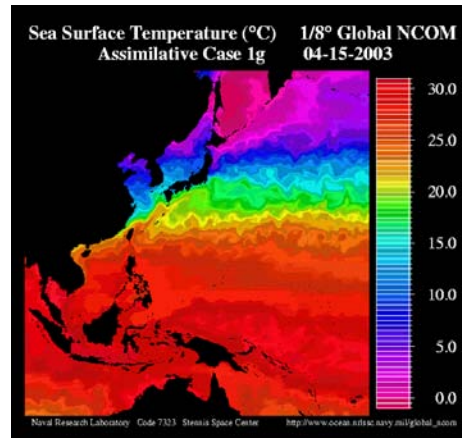 Sea Surface Temperature (°C) 1/8° Global NCOM
Assimilative Case 1g 04-15-2003
30.0
25.0
20.0
15.0
10.0
5.0
0.0
Naval Research Laboratory Code 7323 Stennis Space Center http://www.ocean.nrlssc.navy.mil/global_ncom